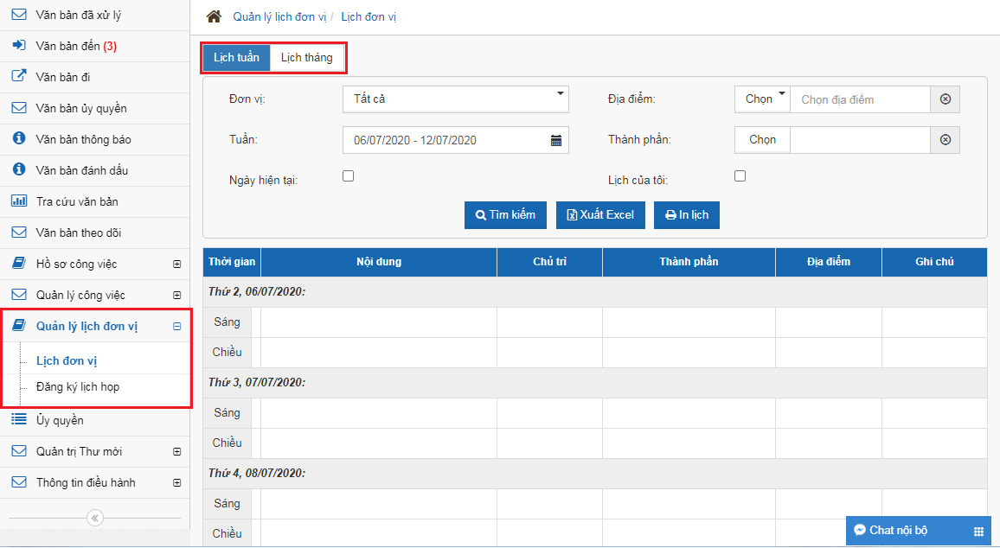 Văn bản đã xử lý
Văn bản đến (3)
Văn bản đi
Văn bản ủy quyền
Văn bản thông báo
Văn bản đánh dấu
Tra cứu văn bản
Văn bản theo dõi
Hồ sơ công việc
Quản lý công việc
Quản lý lịch đơn vị
Lịch đơn vị
Đăng ký lịch họp
Ủy quyền
Quản trị Thư mời
Thông tin điều hành
Quản lý lịch đơn vị / Lịch đơn vị
Lịch tuần Lịch tháng
Đơn vị: Tất cả Địa điểm: Chọn Chọn địa điểm
Tuần: 06/07/2020 - 12/07/2020 Thành phần: Chọn
Ngày hiện tại: Lịch của tôi:
Tìm kiếm Xuất Excel In lịch
Thời gian Nội dung Chủ trì Thành phần Địa điểm Ghi chú
Thứ 2, 06/07/2020:
Sáng
Chiều
Thứ 3, 07/07/2020:
Sáng
Chiều
Thứ 4, 08/07/2020:
Sáng
Chiều
Chat nội bộ